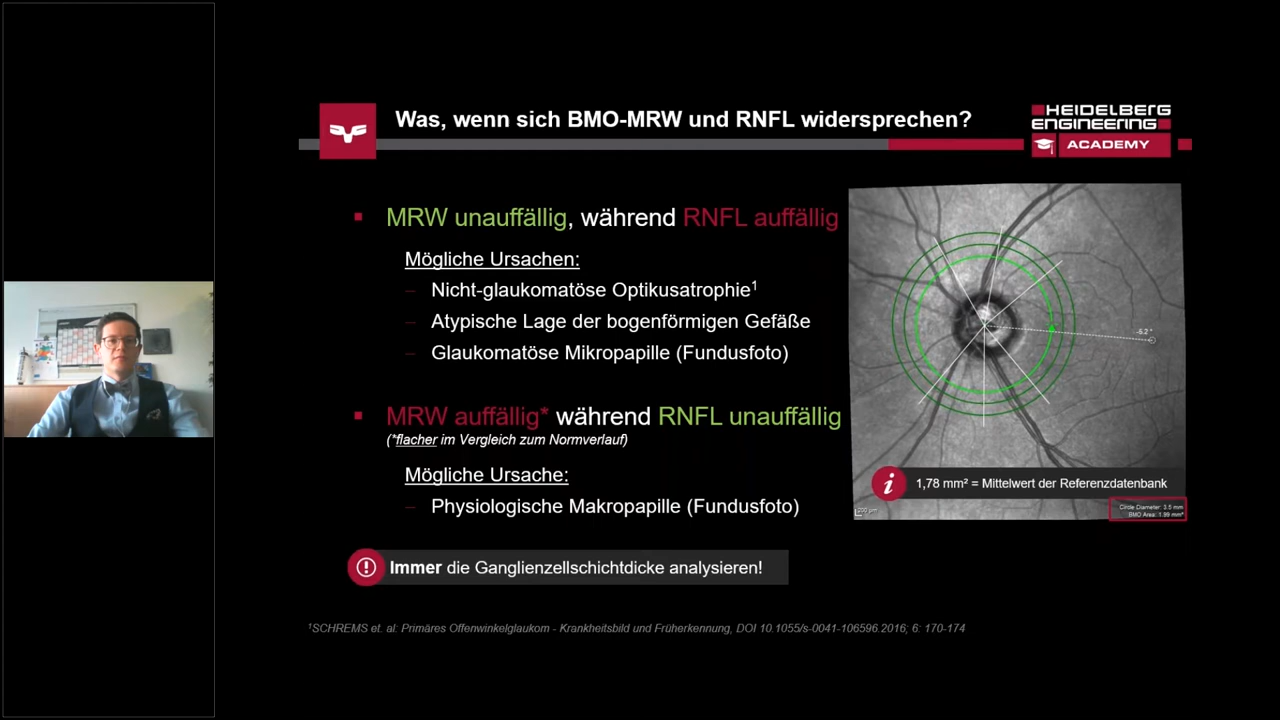 Was, wenn sich BMO-MRW und RNFL widersprechen?
HEIDELBERG
ENGINEERING
ACADEMY
MRW unauffällig, während RNFL auffällig
Mögliche Ursachen:
– Nicht-glaukomatöse Optikusatrophie¹
– Atypische Lage der bogenförmigen Gefäße
– Glaukomatöse Mikropapille (Fundusfoto)
MRW auffällig* während RNFL unauffällig
(*flacher im Vergleich zum Normverlauf)
Mögliche Ursache:
– Physiologische Makropapille (Fundusfoto)
Immer die Ganglienzellschichtdicke analysieren!
-5.2 °
i 1,78 mm² = Mittelwert der Referenzdatenbank
200 µm
Circle Diameter: 3.5 mm
BMO Area: 1.99 mm²
¹SCHREMS et. al: Primäres Offenwinkelglaukom - Krankheitsbild und Früherkennung, DOI 10.1055/s-0041-106596.2016; 6: 170-174